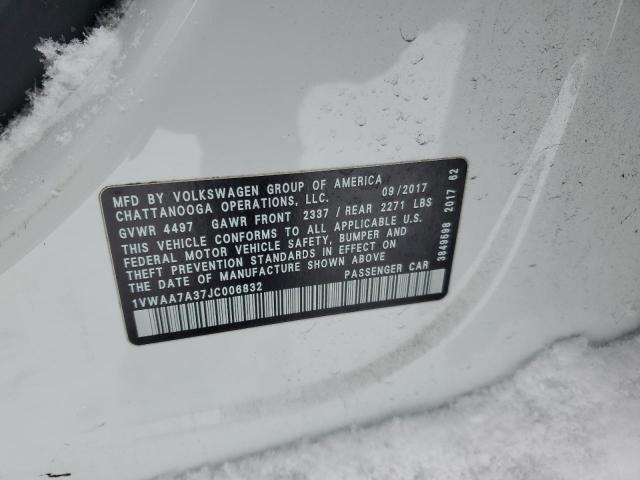 MFD BY VOLKSWAGEN GROUP OF AMERICA 09/2017
CHATTANOOGA OPERATIONS, LLC.
GVWR 4497 GAWR FRONT 2337 / REAR 2271 LBS
THIS VEHICLE CONFORMS TO ALL APPLICABLE U.S.
FEDERAL MOTOR VEHICLE SAFETY, BUMPER AND
THEFT PREVENTION STANDARDS IN EFFECT ON
THE DATE OF MANUFACTURE SHOWN ABOVE
1VWAA7A37JC006832 PASSENGER CAR
3849598 2017 62